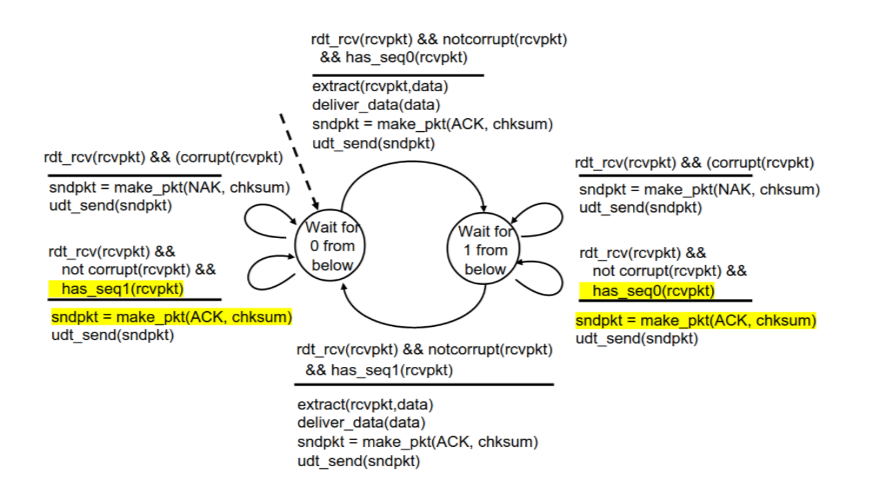 rdt_rcv(rcvpkt) && notcorrupt(rcvpkt)
&& has_seq0(rcvpkt)
extract(rcvpkt,data)
deliver_data(data)
sndpkt = make_pkt(ACK, chksum)
udt_send(sndpkt)
rdt_rcv(rcvpkt) && (corrupt(rcvpkt)
sndpkt = make_pkt(NAK, chksum)
udt_send(sndpkt)
rdt_rcv(rcvpkt) &&
not corrupt(rcvpkt) &&
has_seq1(rcvpkt)
sndpkt = make_pkt(ACK, chksum)
udt_send(sndpkt)
Wait for
0 from
below
Wait for
1 from
below
rdt_rcv(rcvpkt) && (corrupt(rcvpkt)
sndpkt = make_pkt(NAK, chksum)
udt_send(sndpkt)
rdt_rcv(rcvpkt) &&
not corrupt(rcvpkt) &&
has_seq0(rcvpkt)
sndpkt = make_pkt(ACK, chksum)
udt_send(sndpkt)
rdt_rcv(rcvpkt) && notcorrupt(rcvpkt)
&& has_seq1(rcvpkt)
extract(rcvpkt,data)
deliver_data(data)
sndpkt = make_pkt(ACK, chksum)
udt_send(sndpkt)